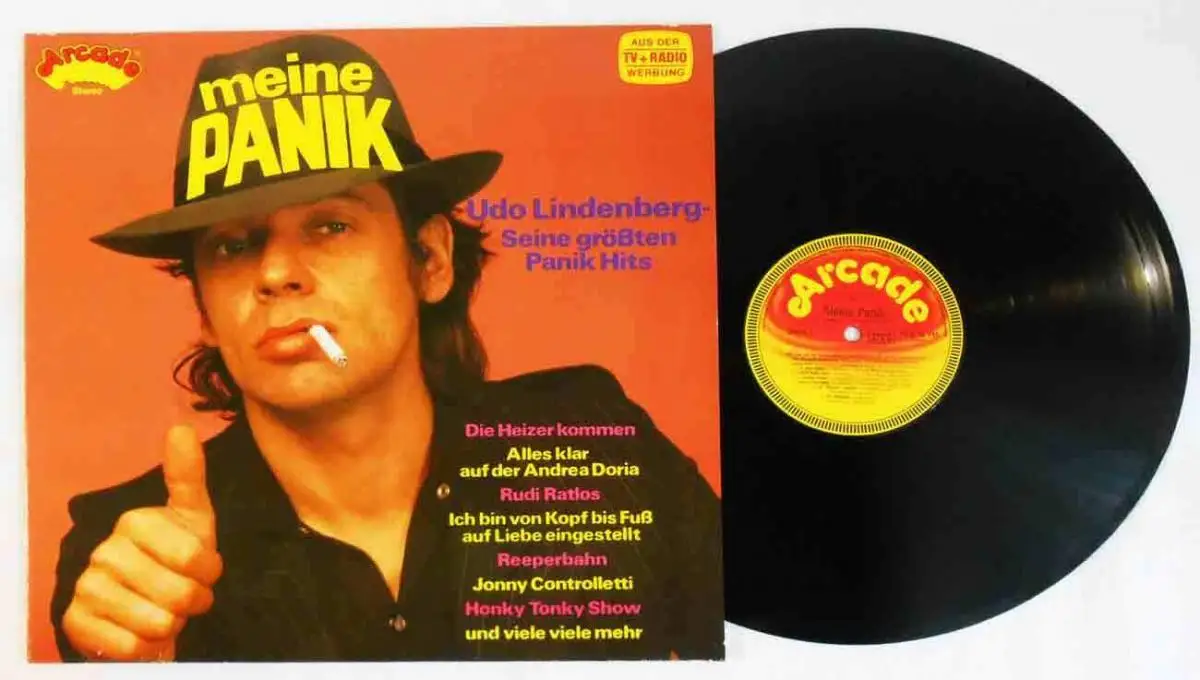 Arcade
Stereo
meine
PANIK
AUS DER
TV + RADIO
WERBUNG
Udo Lindenberg-
Seine größten
Panik Hits
Die Heizer kommen
Alles klar
auf der Andrea Doria
Rudi Ratlos
Ich bin von Kopf bis Fuß
auf Liebe eingestellt
Reeperbahn
Jonny Controlletti
Honky Tonky Show
und viele viele mehr
Arcade
Meine Panik